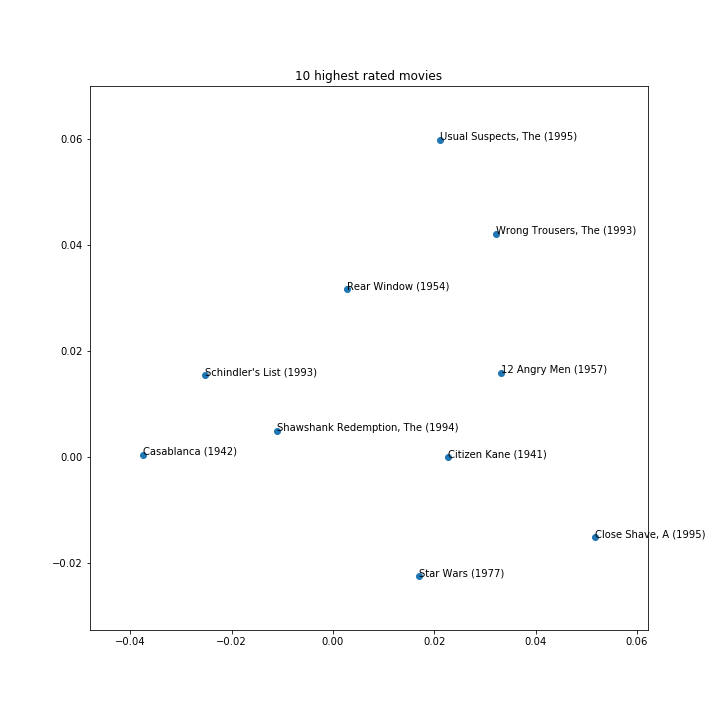 10 highest rated movies
0.06
Usual Suspects, The (1995)
0.04
Wrong Trousers, The (1993)
Rear Window (1954)
0.02
Schindler's List (1993)
12 Angry Men (1957)
Shawshank Redemption, The (1994)
0.00
Casablanca (1942)
Citizen Kane (1941)
Close Shave, A (1995)
−0.02
Star Wars (1977)
−0.04
−0.02
0.00
0.02
0.04
0.06